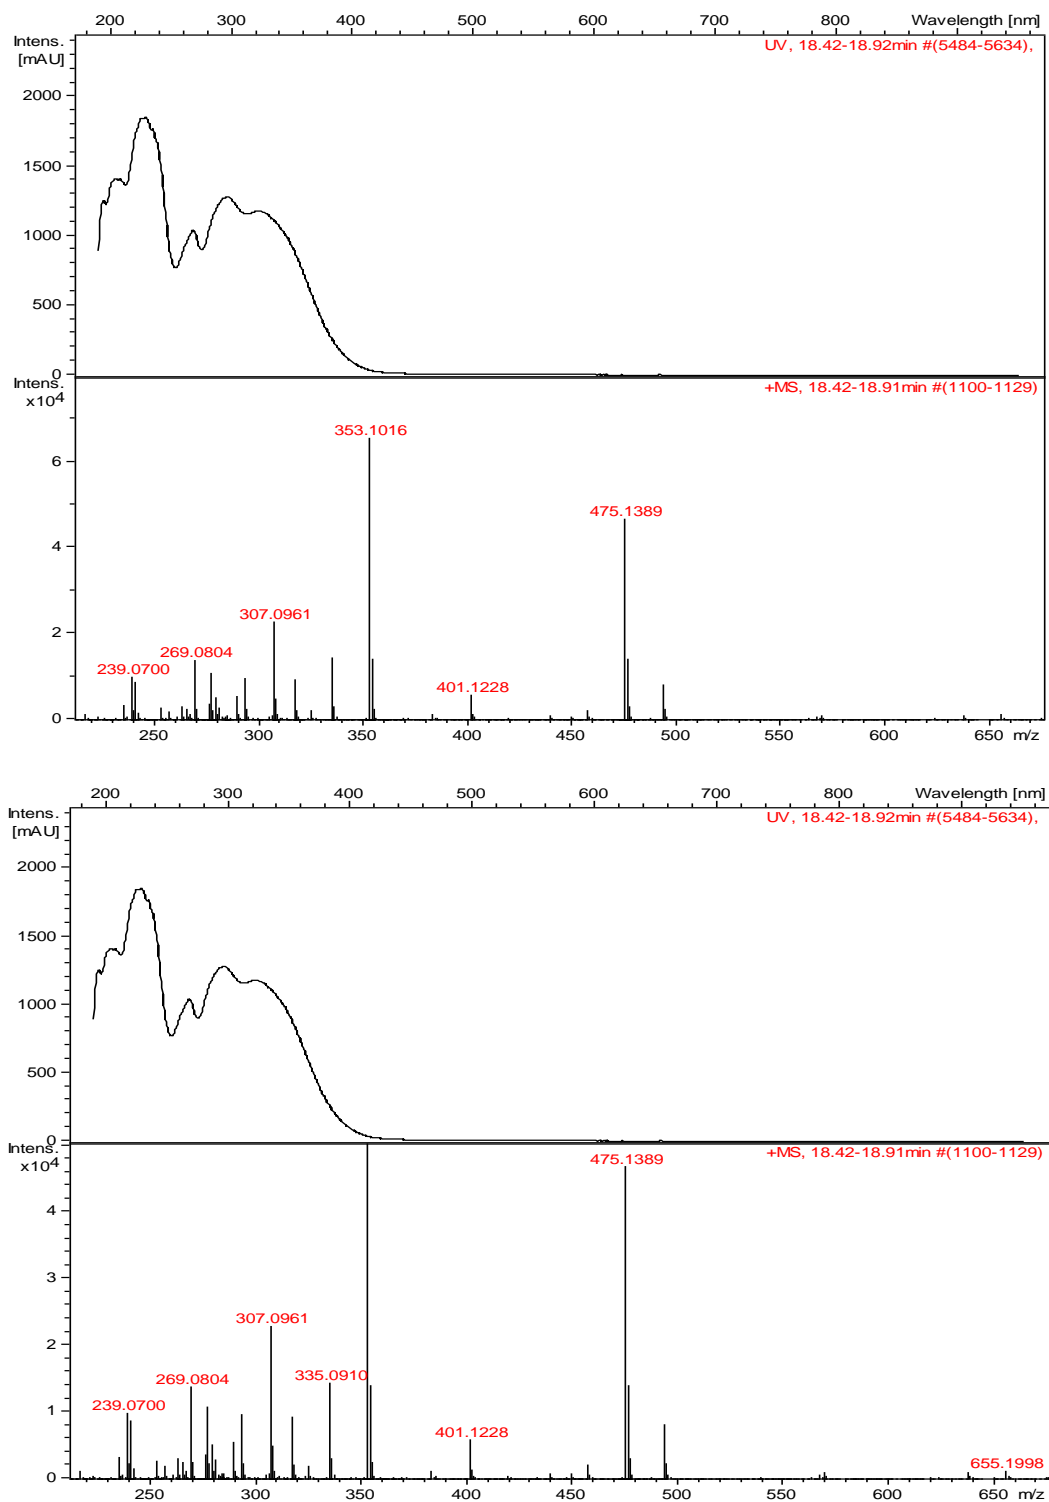 200 300 400 500 600 700 800 Wavelength [nm]
Intens.
[mAU]
UV, 18.42-18.92min #(5484-5634),
2000
1500
1000
500
0
Intens.
x10⁴
+MS, 18.42-18.91min #(1100-1129)
353.1016
6
475.1389
4
307.0961
2
269.0804
239.0700
401.1228
0
250 300 350 400 450 500 550 600 650 m/z
200 300 400 500 600 700 800 Wavelength [nm]
Intens.
[mAU]
UV, 18.42-18.92min #(5484-5634),
2000
1500
1000
500
0
Intens.
x10⁴
+MS, 18.42-18.91min #(1100-1129)
475.1389
4
3
307.0961
2
335.0910
269.0804
239.0700
1
401.1228
655.1998
0
250 300 350 400 450 500 550 600 650 m/z